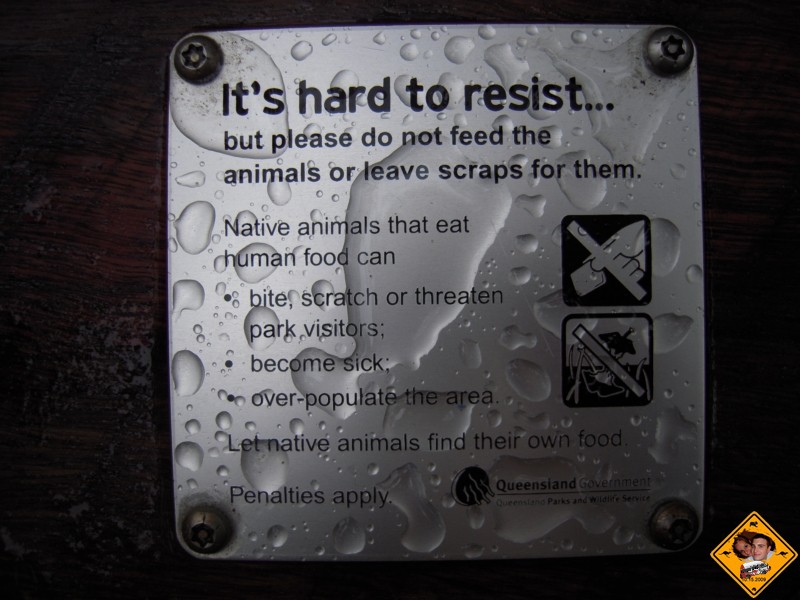 It's hard to resist...
but please do not feed the
animals or leave scraps for them.
Native animals that eat
human food can
• bite, scratch or threaten
park visitors;
• become sick;
• over-populate the area.
Let native animals find their own food.
Penalties apply.
Queensland Government
Queensland Parks and Wildlife Service